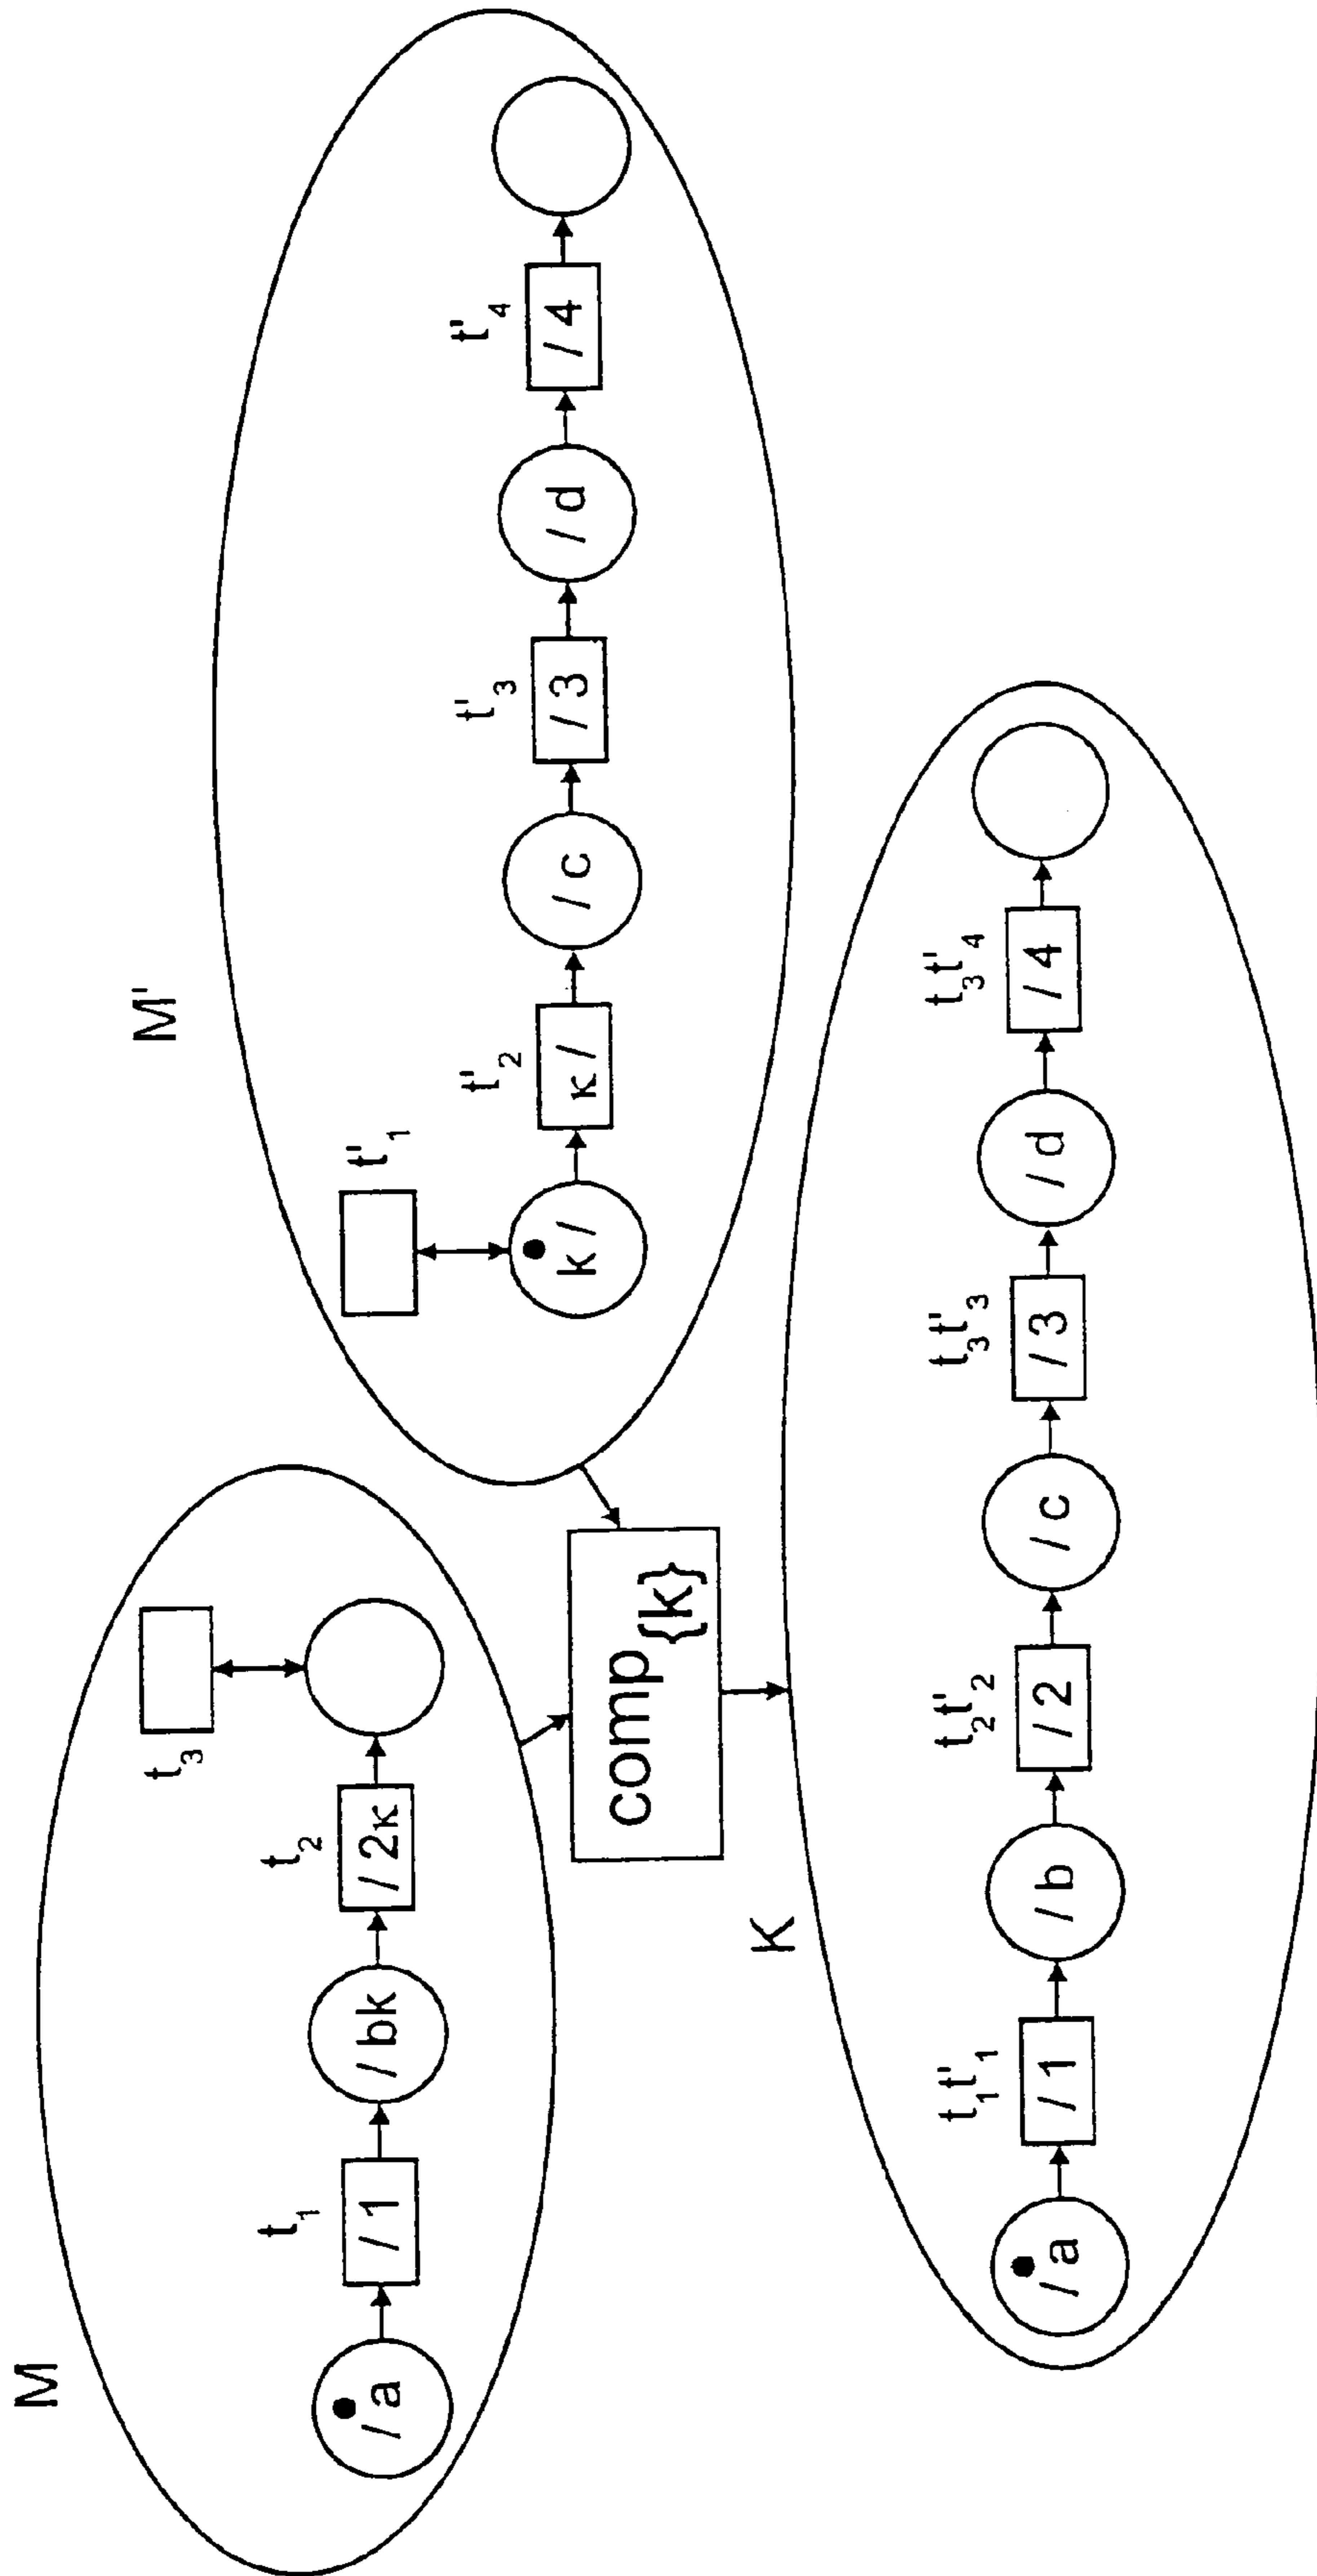 M
t₁
t₂
t₃
/ a
/ 1
/ bk
/ 2κ
M'
t'₁
t'₂
t'₃
t'₄
k /
κ /
/ c
/ 3
/ d
/ 4
comp{k}
K
t₁t'₁
t₂t'₂
t₃t'₃
t₃t'₄
/ a
/ 1
/ b
/ 2
/ c
/ 3
/ d
/ 4